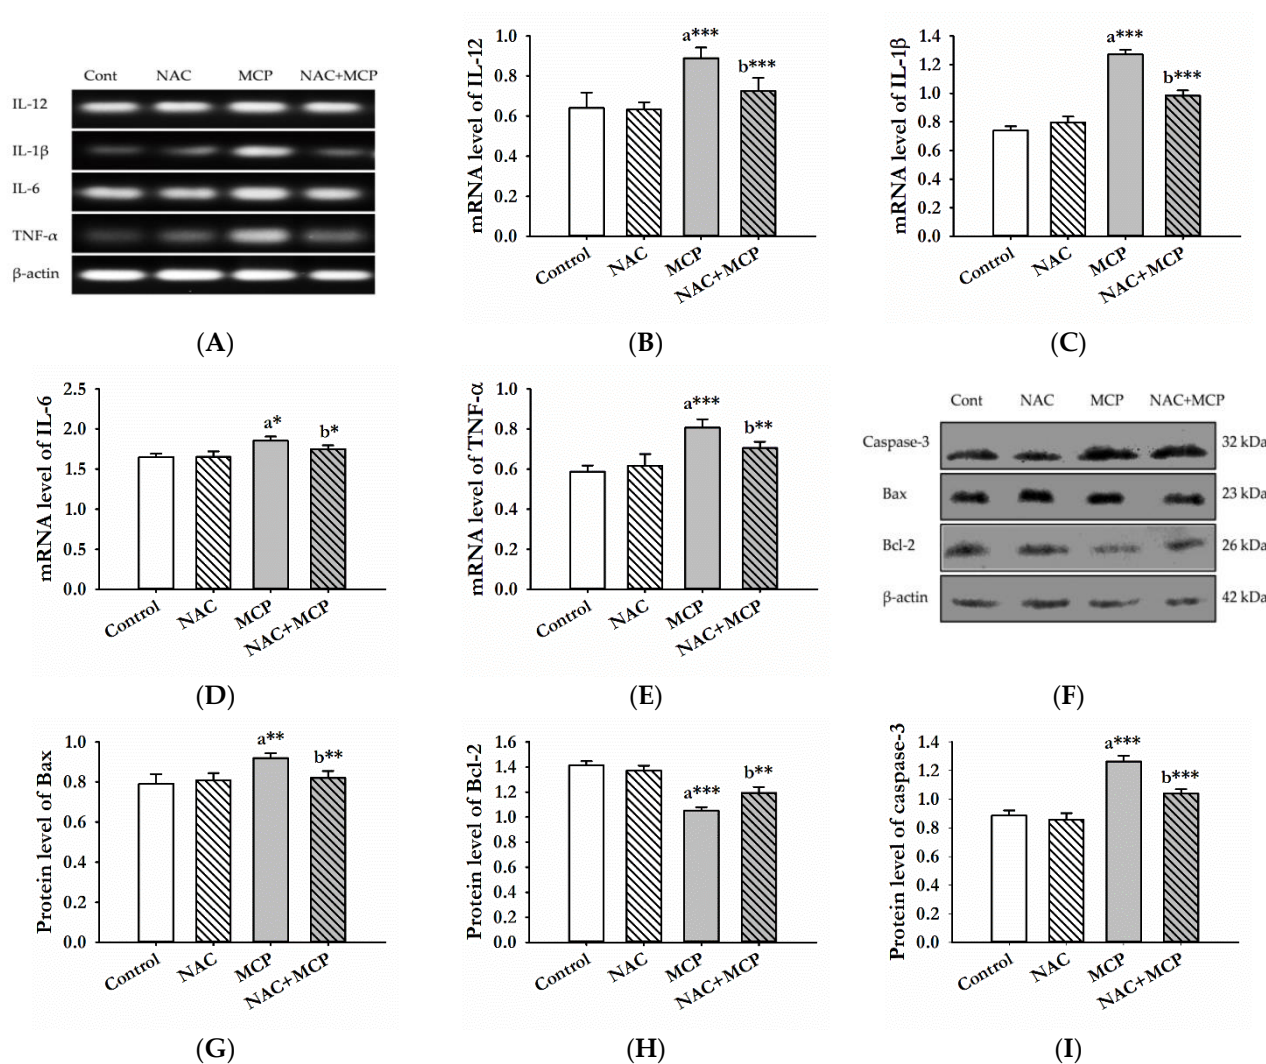 Cont NAC MCP NAC+MCP
IL-12
IL-1β
IL-6
TNF-α
β-actin
(A)
mRNA level of IL-12
1.0
0.8
0.6
0.4
0.2
0.0
a***
b***
Control NAC MCP NAC+MCP
(B)
mRNA level of IL-1β
1.4
1.2
1.0
0.8
0.6
0.4
0.2
0.0
a***
b***
Control NAC MCP NAC+MCP
(C)
mRNA level of IL-6
2.5
2.0
1.5
1.0
0.5
0.0
a*
b*
Control NAC MCP NAC+MCP
(D)
mRNA level of TNF-α
1.0
0.8
0.6
0.4
0.2
0.0
a***
b**
Control NAC MCP NAC+MCP
(E)
Cont NAC MCP NAC+MCP
Caspase-3 32 kDa
Bax 23 kDa
Bcl-2 26 kDa
β-actin 42 kDa
(F)
Protein level of Bax
1.0
0.8
0.6
0.4
0.2
0.0
a**
b**
Control NAC MCP NAC+MCP
(G)
Protein level of Bcl-2
1.6
1.4
1.2
1.0
0.8
0.6
0.4
0.2
0.0
a***
b**
Control NAC MCP NAC+MCP
(H)
Protein level of caspase-3
1.4
1.2
1.0
0.8
0.6
0.4
0.2
0.0
a***
b***
Control NAC MCP NAC+MCP
(I)